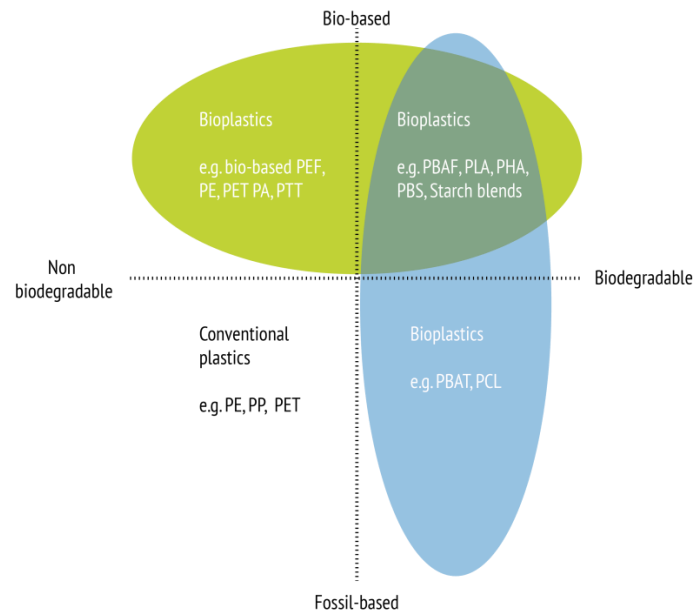 Bio-based
Bioplastics
e.g. bio-based PEF,
PE, PET PA, PTT
Bioplastics
e.g. PBAF, PLA, PHA,
PBS, Starch blends
Non
biodegradable
Biodegradable
Conventional
plastics
e.g. PE, PP, PET
Bioplastics
e.g. PBAT, PCL
Fossil-based